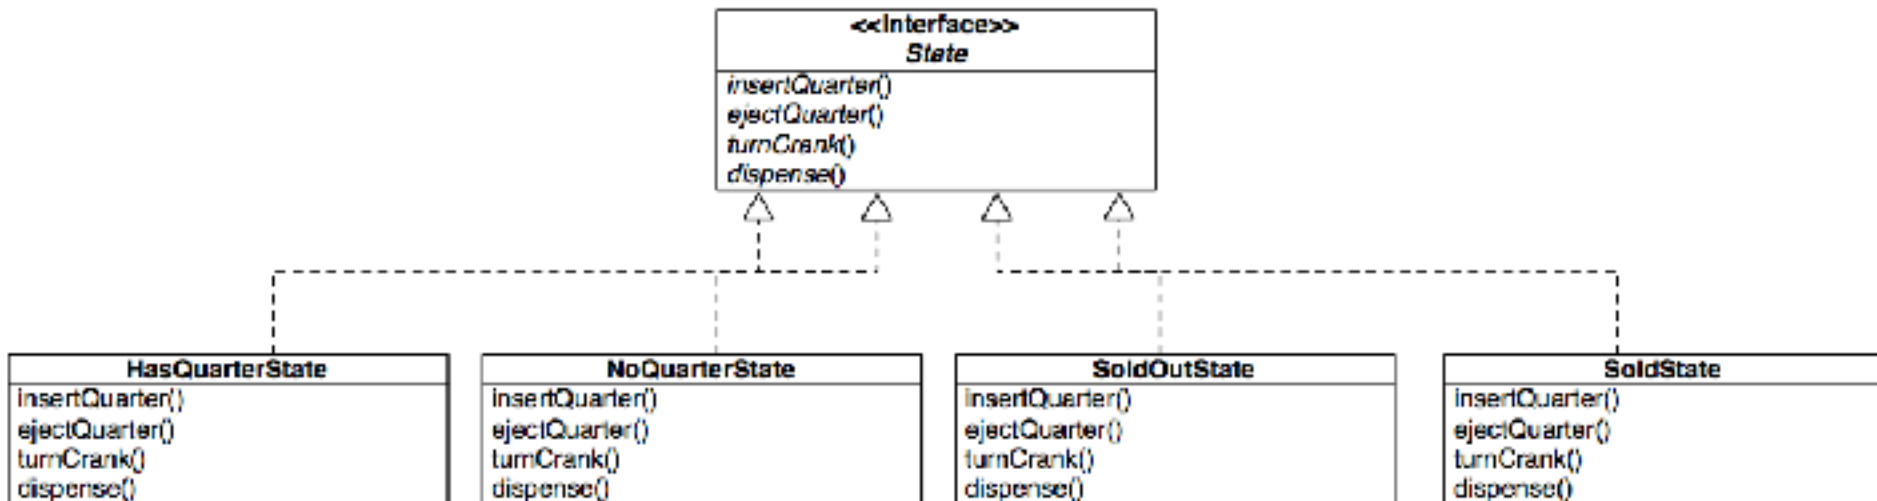 <<Interface>>
State
insertQuarter()
ejectQuarter()
turnCrank()
dispense()
HasQuarterState
insertQuarter()
ejectQuarter()
turnCrank()
dispense()
NoQuarterState
insertQuarter()
ejectQuarter()
turnCrank()
dispense()
SoldOutState
insertQuarter()
ejectQuarter()
turnCrank()
dispense()
SoldState
insertQuarter()
ejectQuarter()
turnCrank()
dispense()